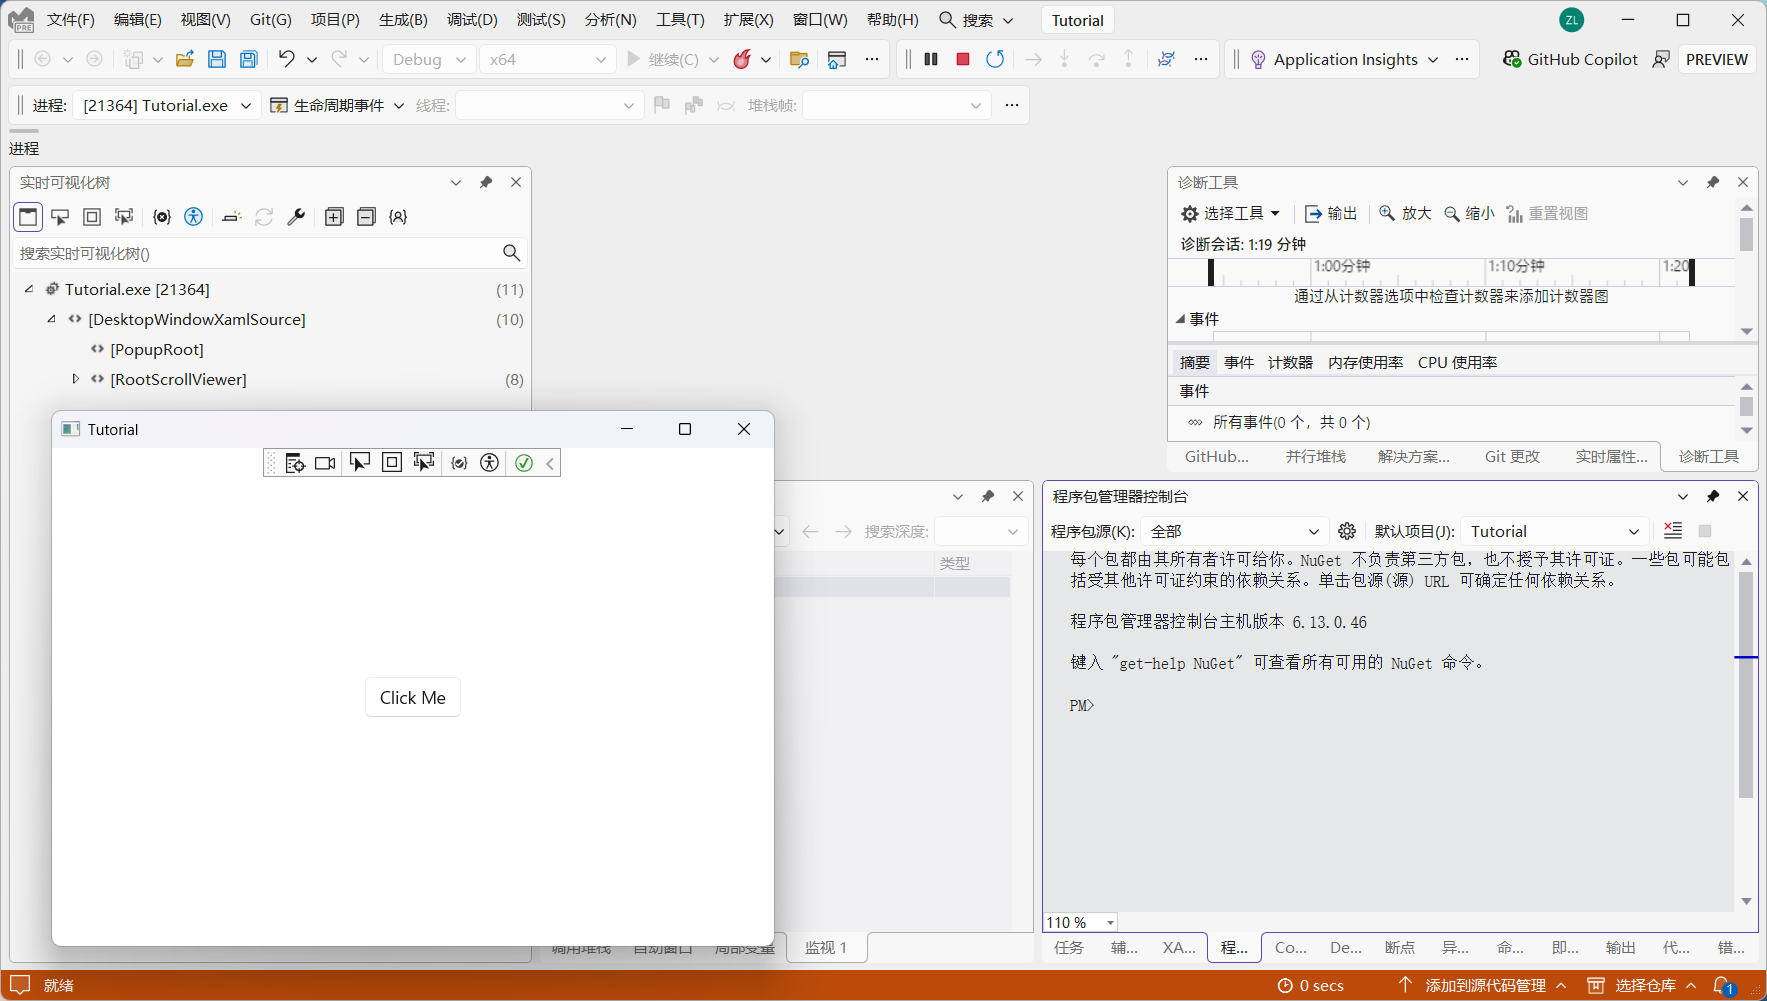 文件(F) 编辑(E) 视图(V) Git(G) 项目(P) 生成(B) 调试(D) 测试(S) 分析(N) 工具(T) 扩展(X) 窗口(W) 帮助(H) 搜索 Tutorial ZL
PRE
Debug x64 继续(C) Application Insights GitHub Copilot PREVIEW
进程: [21364] Tutorial.exe 生命周期事件 线程: 堆栈帧:
进程
实时可视化树
搜索实时可视化树()
Tutorial.exe [21364] (11)
[DesktopWindowXamlSource] (10)
[PopupRoot]
[RootScrollViewer] (8)
诊断工具
选择工具 输出 放大 缩小 重置视图
诊断会话: 1:19 分钟
1:00分钟 1:10分钟 1:20
通过从计数器选项中检查计数器来添加计数器图
事件
摘要 事件 计数器 内存使用率 CPU 使用率
事件
所有事件(0 个，共 0 个)
GitHub... 并行堆栈 解决方案... Git 更改 实时属性... 诊断工具
Tutorial
Click Me
搜索深度:
类型
调用堆栈 自动窗口 局部变量 监视 1
程序包管理器控制台
程序包源(K): 全部 默认项目(J): Tutorial
每个包都由其所有者许可给你。NuGet 不负责第三方包，也不授予其许可证。一些包可能包
括受其他许可证约束的依赖关系。单击包源(源) URL 可确定任何依赖关系。
程序包管理器控制台主机版本 6.13.0.46
键入 "get-help NuGet" 可查看所有可用的 NuGet 命令。
PM>
110 %
任务 辅... XA... 程... Co... De... 断点 异... 命... 即... 输出 代... 错...
就绪 0 secs 添加到源代码管理 选择仓库 1